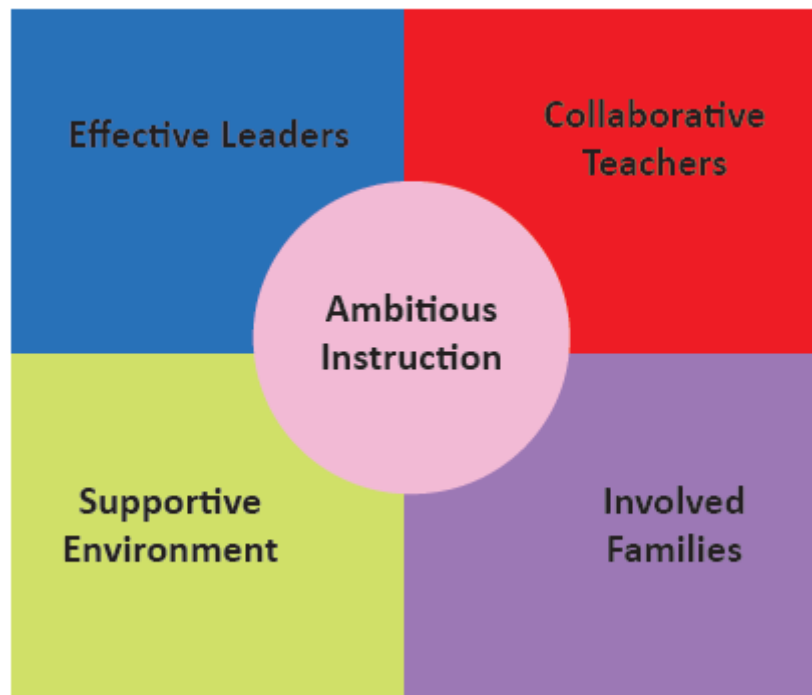 Effective Leaders
Collaborative
Teachers
Ambitious
Instruction
Supportive
Environment
Involved
Families